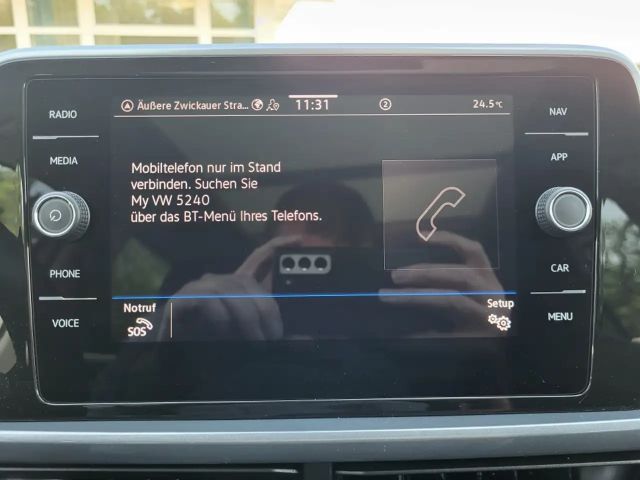 RADIO
MEDIA
PHONE
VOICE
Äußere Zwickauer Stra... 11:31 2 24.5°C
Mobiltelefon nur im Stand
verbinden. Suchen Sie
My VW 5240
über das BT-Menü Ihres Telefons.
Notruf
SOS
Setup
NAV
APP
CAR
MENU